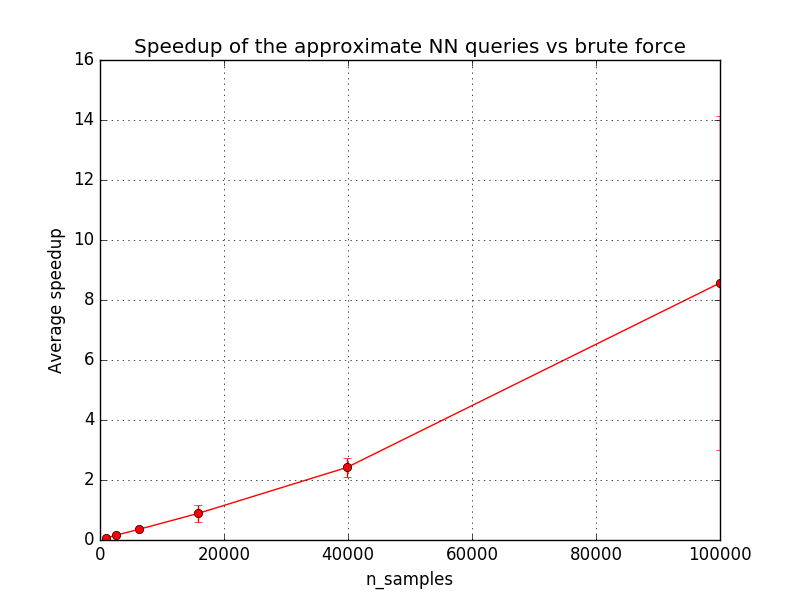 Speedup of the approximate NN queries vs brute force
16
14
12
10
8
6
4
2
0
Average speedup
0 20000 40000 60000 80000 100000
n_samples